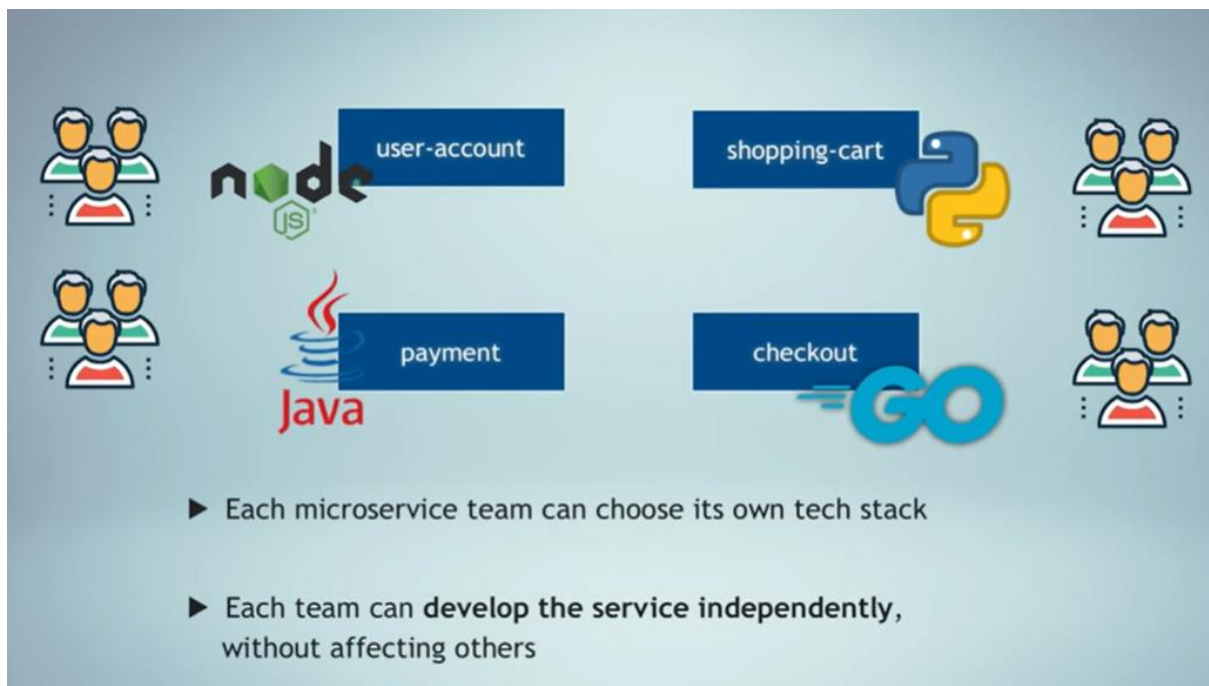 user-account
shopping-cart
node
JS
payment
checkout
Java
GO
▶ Each microservice team can choose its own tech stack
▶ Each team can develop the service independently,
without affecting others